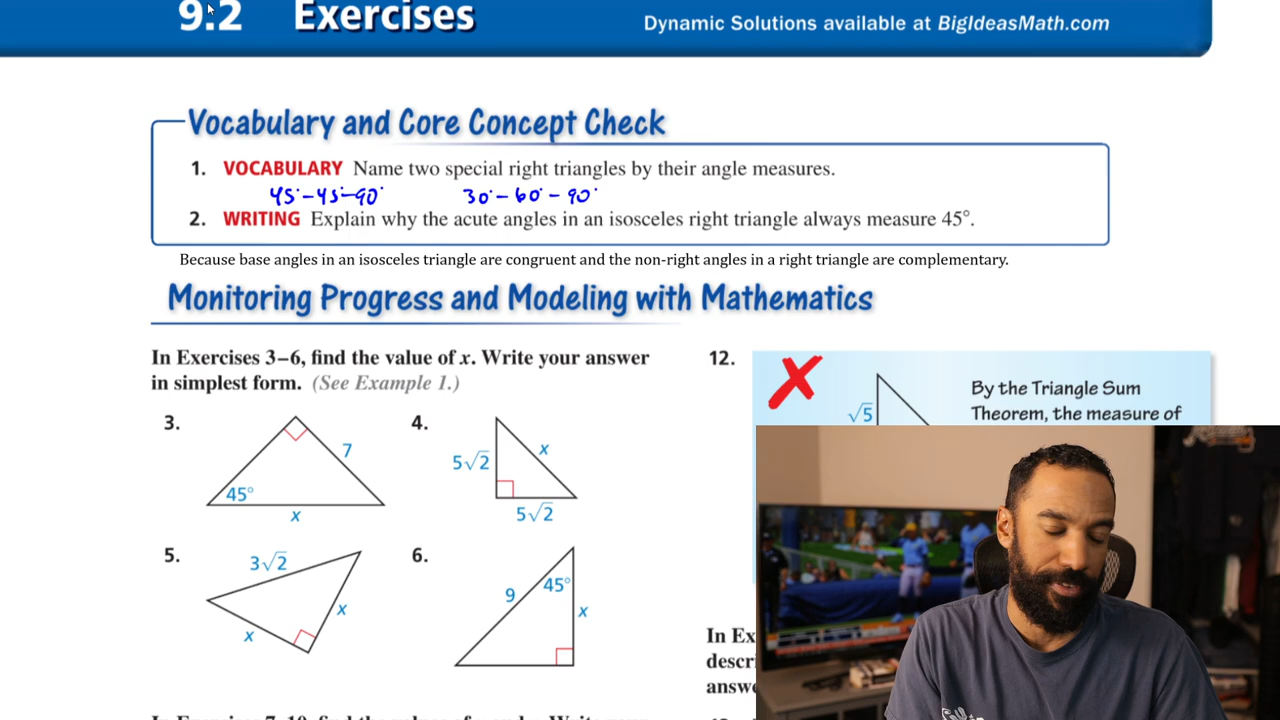 9.2 Exercises
Dynamic Solutions available at BigIdeasMath.com
Vocabulary and Core Concept Check
1. VOCABULARY Name two special right triangles by their angle measures.
45°-45°-90° 30°-60°-90°
2. WRITING Explain why the acute angles in an isosceles right triangle always measure 45°.
Because base angles in an isosceles triangle are congruent and the non-right angles in a right triangle are complementary.
Monitoring Progress and Modeling with Mathematics
In Exercises 3–6, find the value of x. Write your answer
in simplest form. (See Example 1.)
3.
7
45°
x
4.
5√2
x
5√2
5.
3√2
x
x
6.
9
45°
x
12.
√5
By the Triangle Sum
Theorem, the measure of
In Ex
descri
answe